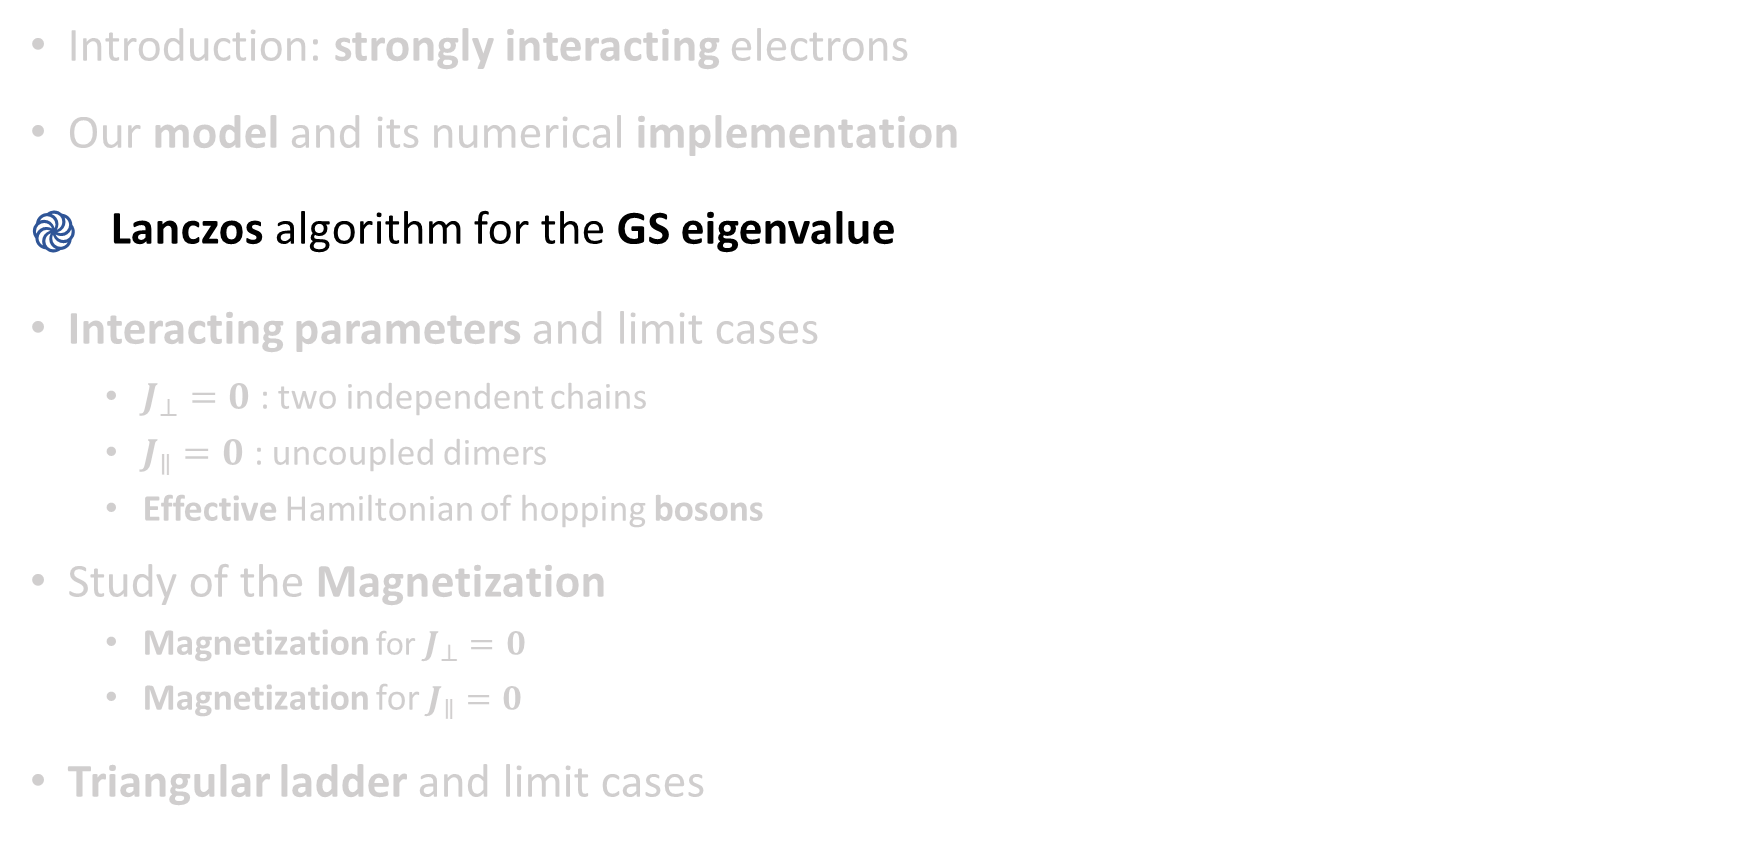 • Introduction: strongly interacting electrons
• Our model and its numerical implementation
Lanczos algorithm for the GS eigenvalue
• Interacting parameters and limit cases
• J⊥ = 0 : two independent chains
• J∥ = 0 : uncoupled dimers
• Effective Hamiltonian of hopping bosons
• Study of the Magnetization
• Magnetization for J⊥ = 0
• Magnetization for J∥ = 0
• Triangular ladder and limit cases